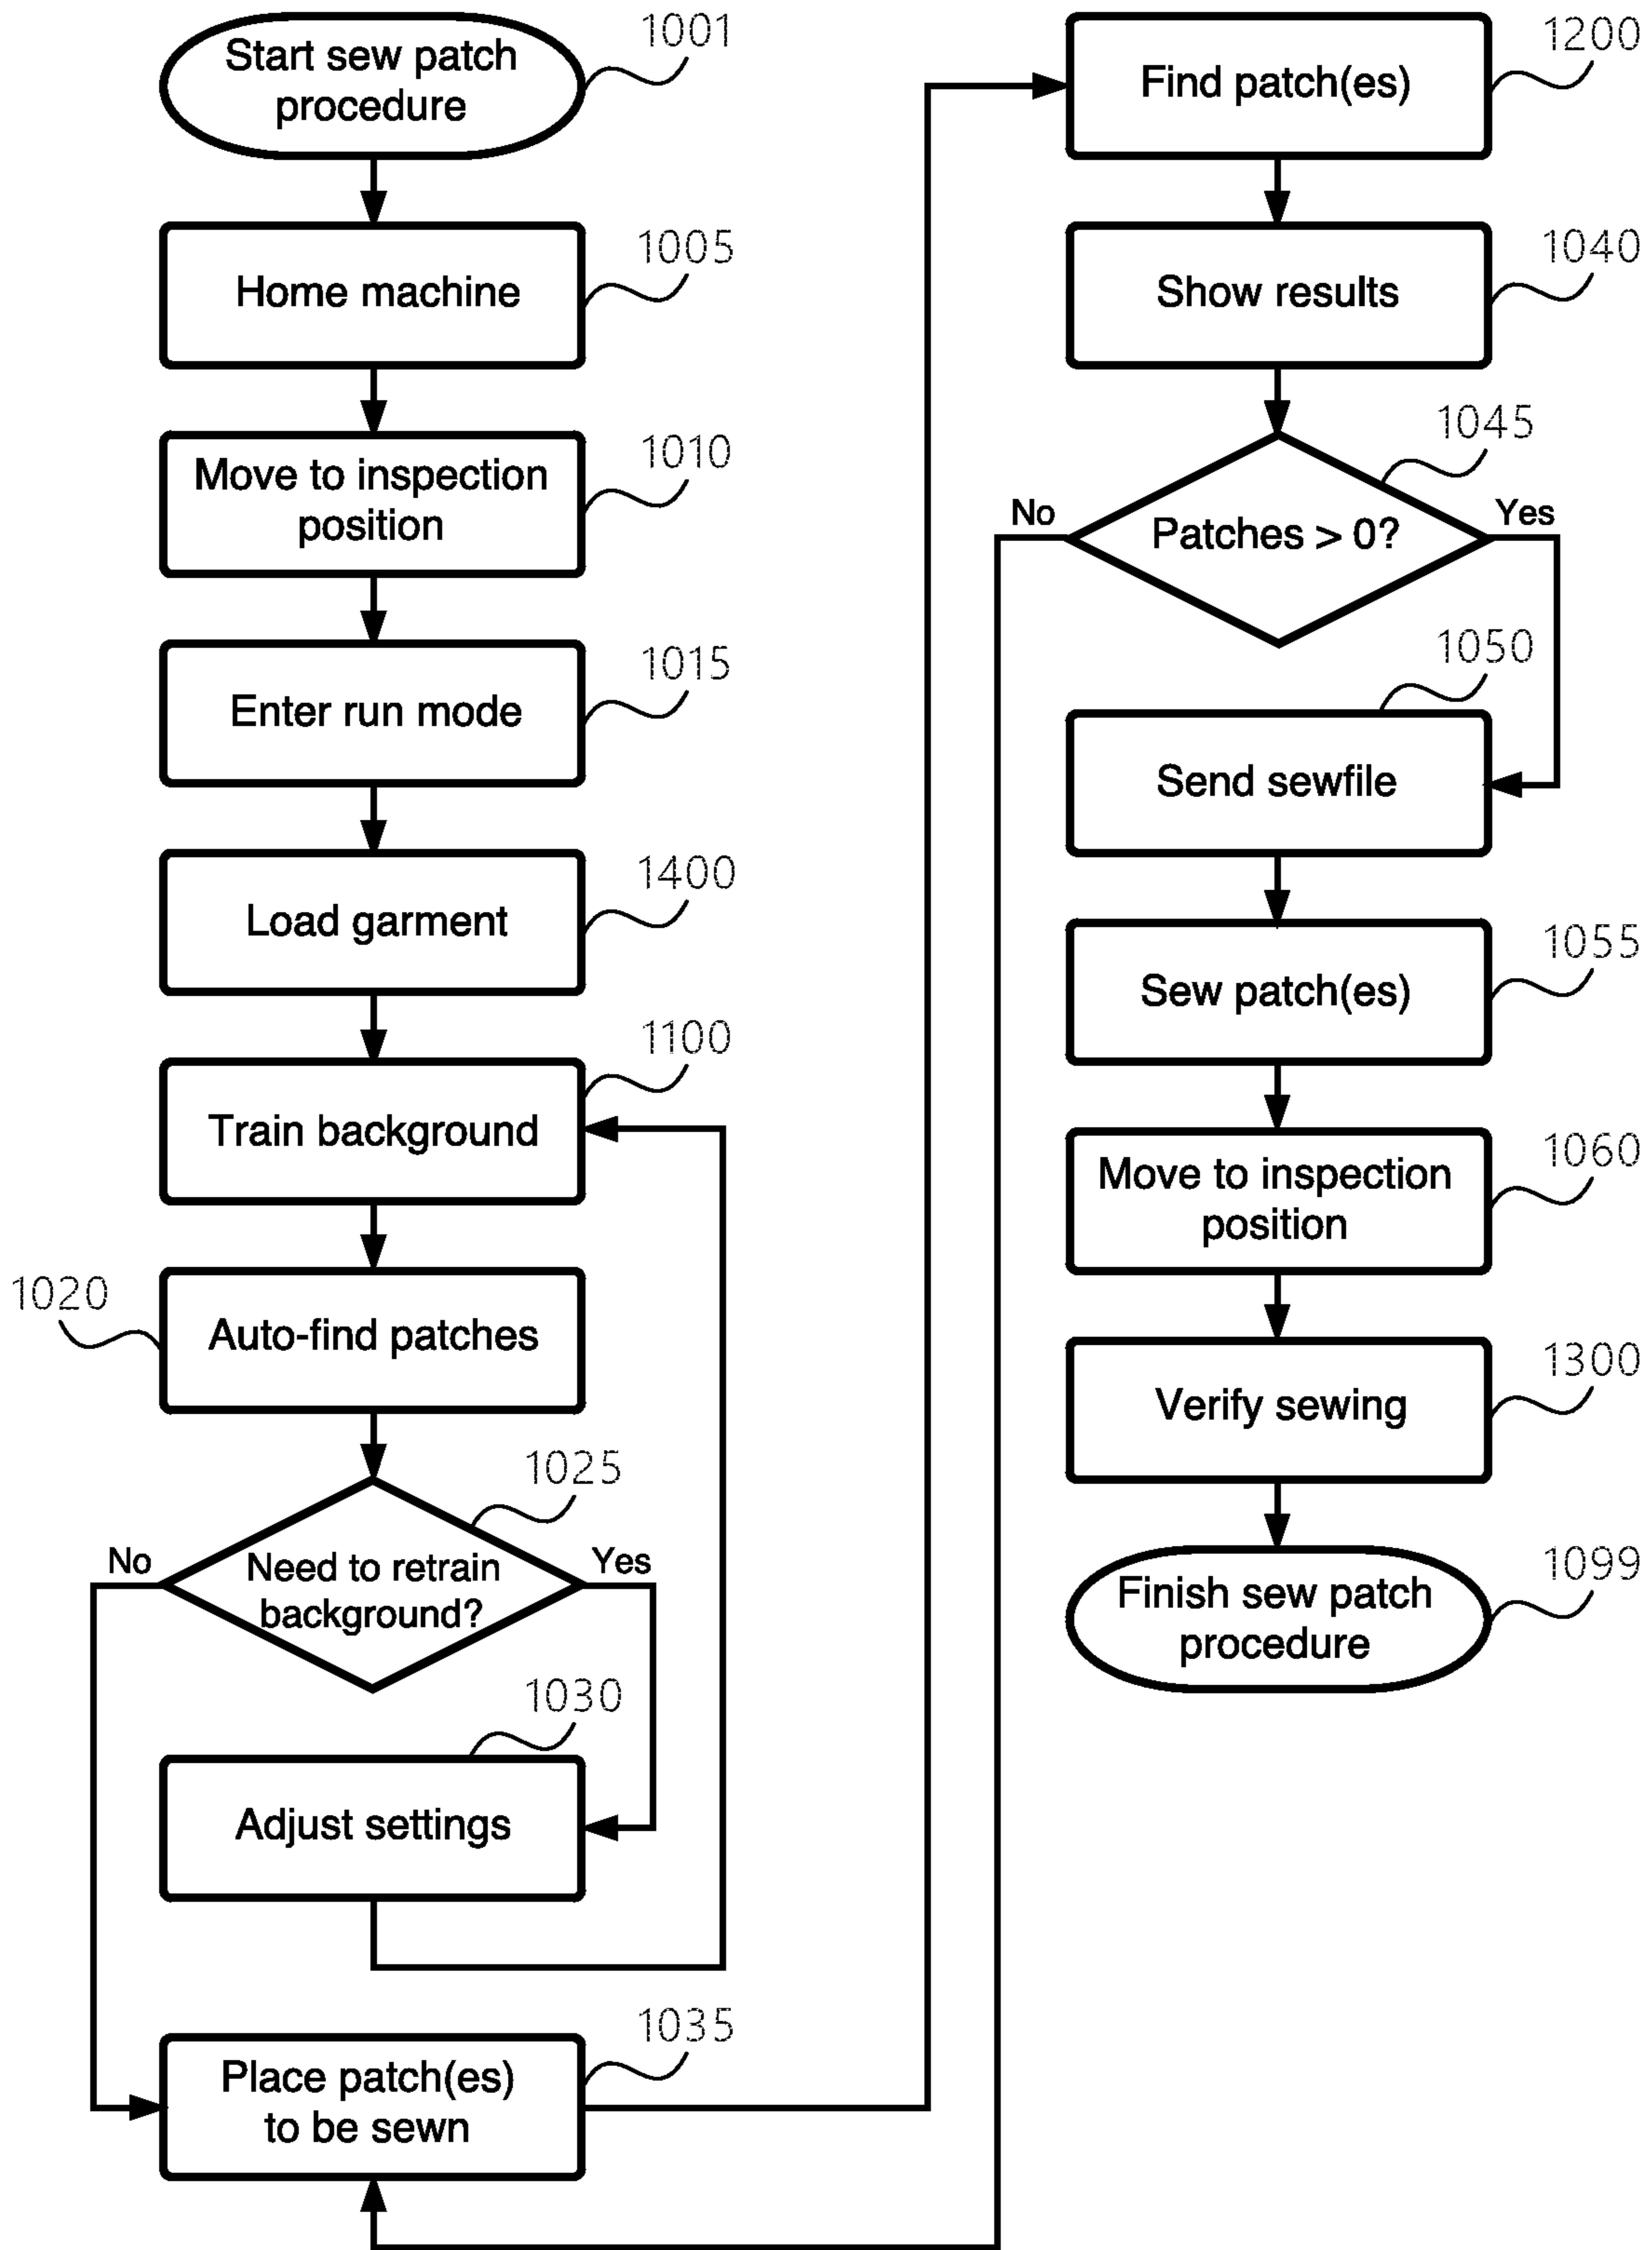 Start sew patch
procedure
1001
Home machine
1005
Move to inspection
position
1010
Enter run mode
1015
Load garment
1400
Train background
1100
Auto-find patches
1020
Need to retrain
background?
1025
No
Yes
Adjust settings
1030
Place patch(es)
to be sewn
1035
Find patch(es)
1200
Show results
1040
Patches > 0?
1045
No
Yes
Send sewfile
1050
Sew patch(es)
1055
Move to inspection
position
1060
Verify sewing
1300
Finish sew patch
procedure
1099